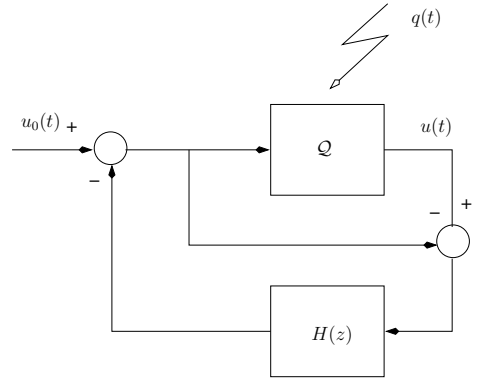 q(t)
u₀(t) +
u(t)
𝒬
−
− +
H(z)